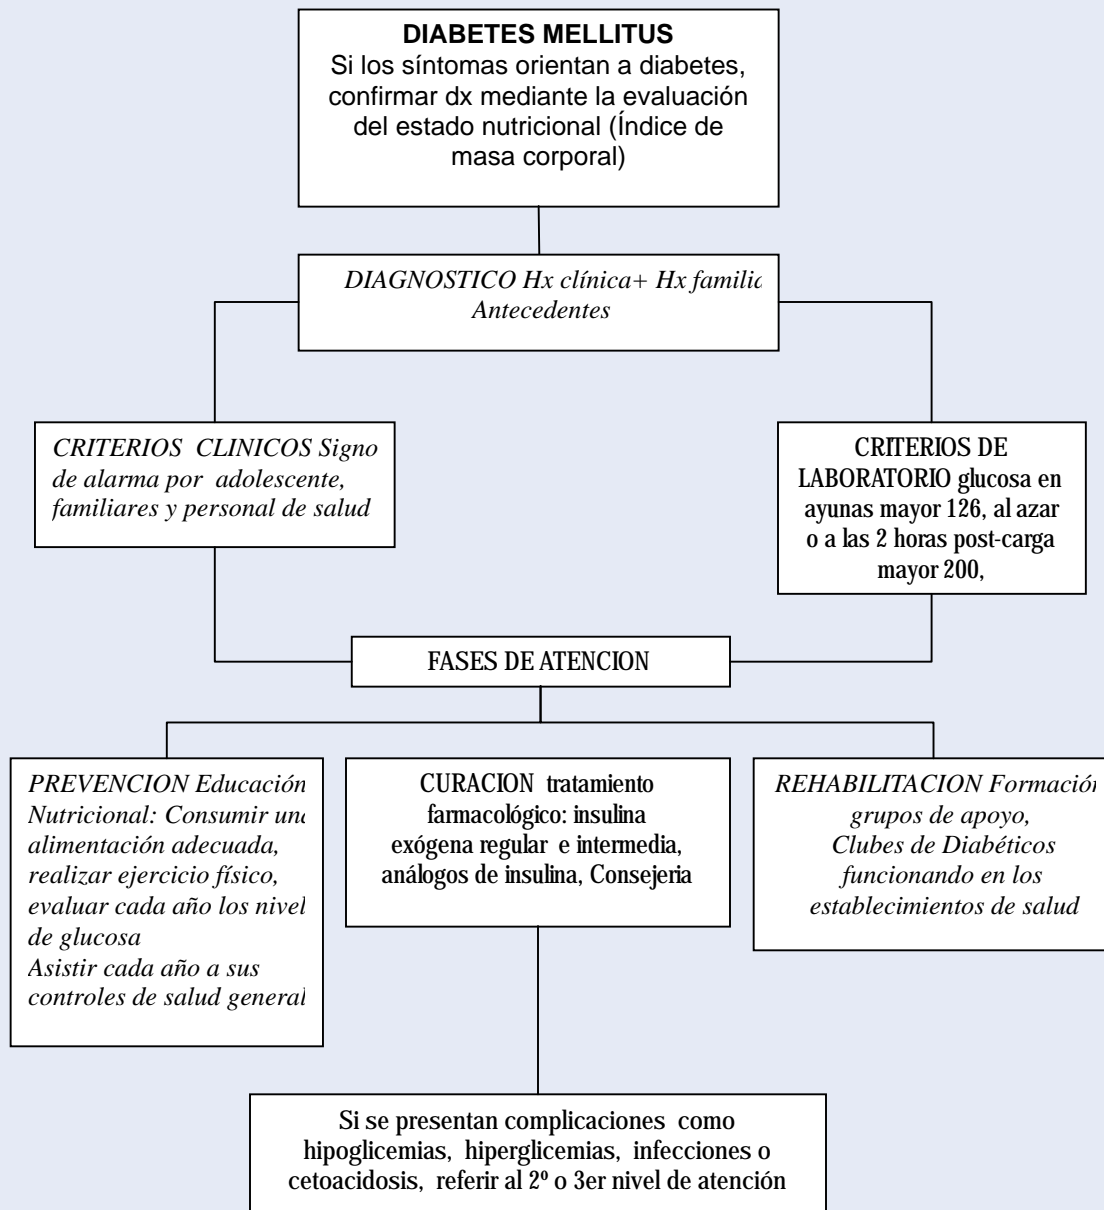 DIABETES MELLITUS
Si los síntomas orientan a diabetes,
confirmar dx mediante la evaluación
del estado nutricional (Índice de
masa corporal)
DIAGNOSTICO Hx clínica+ Hx
Antecedentes
CRITERIOS CLINICOS Signo
de alarma por adolescente,
familiares y personal de salud
CRITERIOS DE
LABORATORIO glucosa en
ayunas mayor 126, al azar
o a las 2 horas post-carga
mayor 200,
FASES DE ATENCION
PREVENCION Educación
Nutricional: Consumir una
alimentación adecuada,
realizar ejercicio físico,
evaluar cada año los nivel
de glucosa
Asistir cada año a sus
controles de salud general
CURACION tratamiento
farmacológico: insulina
exógena regular e intermedia,
análogos de insulina, Consejeria
REHABILITACION Formación
grupos de apoyo,
Clubes de Diabéticos
funcionando en los
establecimientos de salud
Si se presentan complicaciones como
hipoglicemias, hiperglicemias, infecciones o
cetoacidosis, referir al 2º o 3er nivel de atención